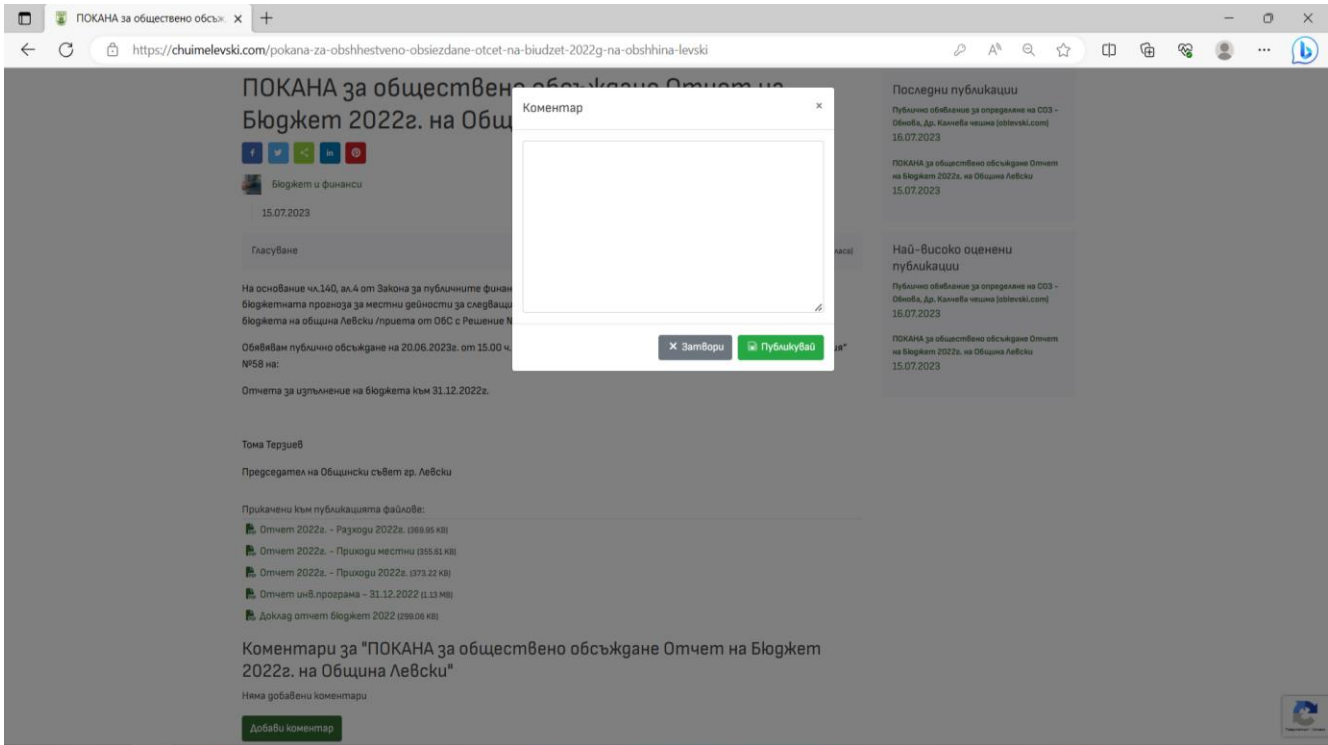 ПОКАНА за обществено обсъж
https://chuimelevski.com/pokana-za-obshhestveno-obsiezdane-otcet-na-biudzet-2022g-na-obshhina-levski
ПОКАНА за обществено обсъждане Отчет на
Бюджет 2022г. на Общ
Бюджет и финанси
15.07.2023
Гласуване
гласа)
На основание чл.140, ал.4 от Закона за публичните финан
бюджетната прогноза за местни дейности за следващи
бюджета на община Левски /приета от ОбС с Решение №
Обявявам публично обсъждане на 20.06.2023г. от 15.00 ч.
ия"
№58 на:
Отчета за изпълнение на бюджета към 31.12.2022г.
Тома Терзиев
Председател на Общински съвет гр. Левски
Прикачени към публикацията файлове:
Отчет 2022г. - Разходи 2022г. (369.95 KB)
Отчет 2022г. - Приходи местни (355.81 KB)
Отчет 2022г. - Приходи 2022г. (373.22 KB)
Отчет инв.програма - 31.12.2022 (1.13 MB)
Доклад отчет бюджет 2022 (299.06 KB)
Коментари за "ПОКАНА за обществено обсъждане Отчет на Бюджет
2022г. на Община Левски"
Няма добавени коментари
Добави коментар
Коментар
×
Затвори
Публикувай
Последни публикации
Публично обявление за определяне на СОЗ -
Обнова, Др. Калчева чешма (oblevski.com)
16.07.2023
ПОКАНА за обществено обсъждане Отчет
на Бюджет 2022г. на Община Левски
15.07.2023
Най-високо оценени
публикации
Публично обявление за определяне на СОЗ -
Обнова, Др. Калчева чешма (oblevski.com)
16.07.2023
ПОКАНА за обществено обсъждане Отчет
на Бюджет 2022г. на Община Левски
15.07.2023